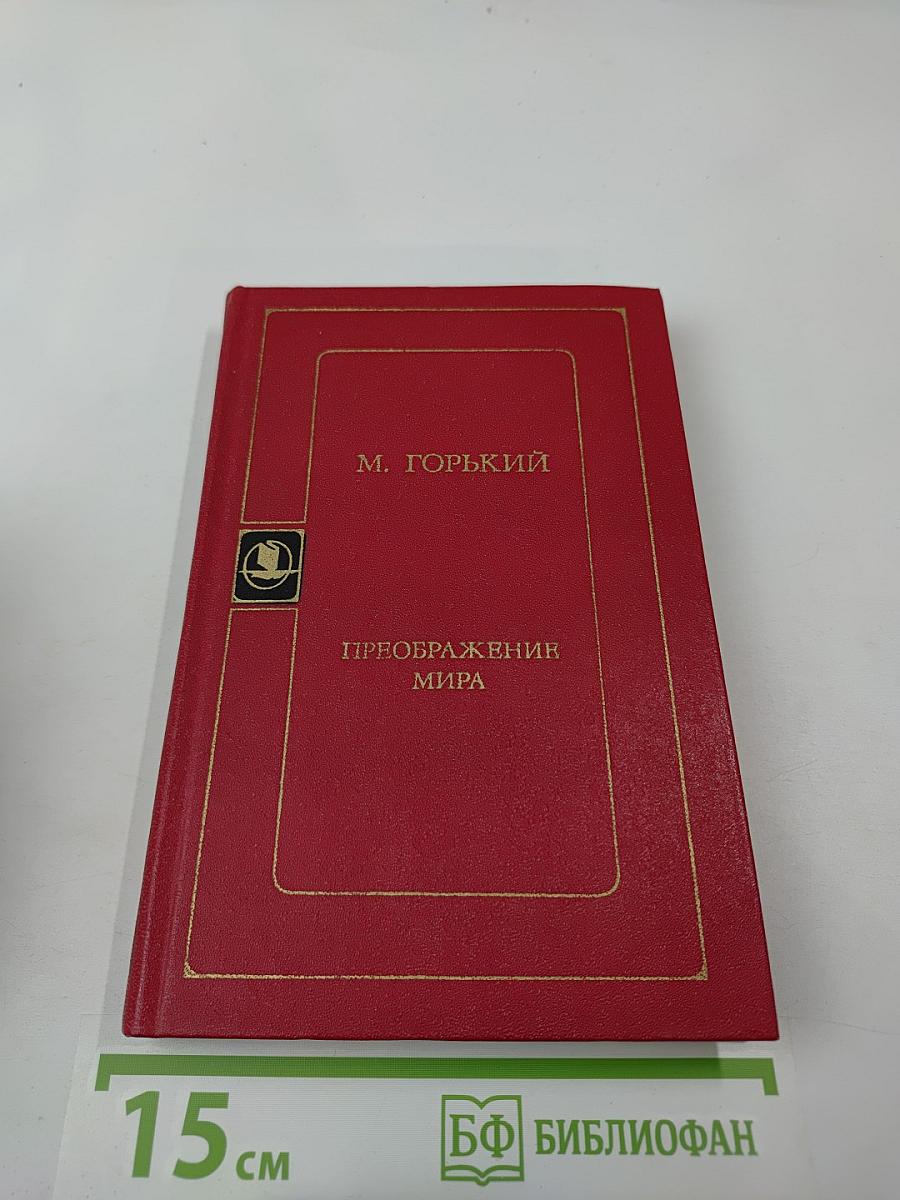 М. ГОРЬКИЙ
ПРЕОБРАЖЕНИЕ
МИРА
15 см
БФ БИБЛИОФАН